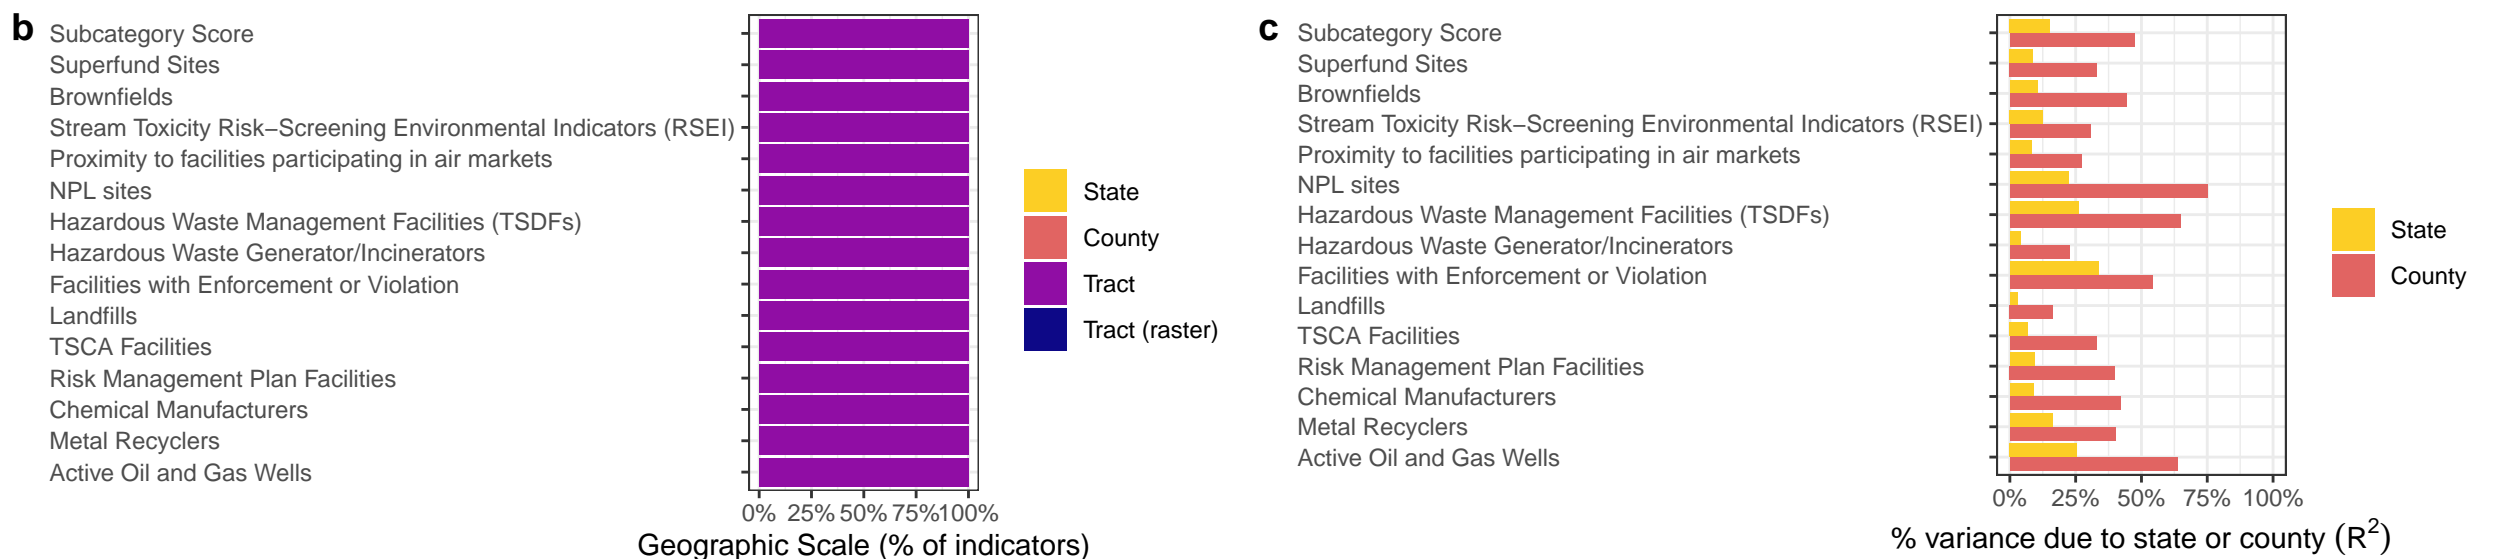 b
Subcategory Score
Superfund Sites
Brownfields
Stream Toxicity Risk−Screening Environmental Indicators (RSEI)
Proximity to facilities participating in air markets
NPL sites
Hazardous Waste Management Facilities (TSDFs)
Hazardous Waste Generator/Incinerators
Facilities with Enforcement or Violation
Landfills
TSCA Facilities
Risk Management Plan Facilities
Chemical Manufacturers
Metal Recyclers
Active Oil and Gas Wells
0% 25% 50% 75% 100%
Geographic Scale (% of indicators)
State
County
Tract
Tract (raster)
c
Subcategory Score
Superfund Sites
Brownfields
Stream Toxicity Risk−Screening Environmental Indicators (RSEI)
Proximity to facilities participating in air markets
NPL sites
Hazardous Waste Management Facilities (TSDFs)
Hazardous Waste Generator/Incinerators
Facilities with Enforcement or Violation
Landfills
TSCA Facilities
Risk Management Plan Facilities
Chemical Manufacturers
Metal Recyclers
Active Oil and Gas Wells
0% 25% 50% 75% 100%
% variance due to state or county (R²)
State
County